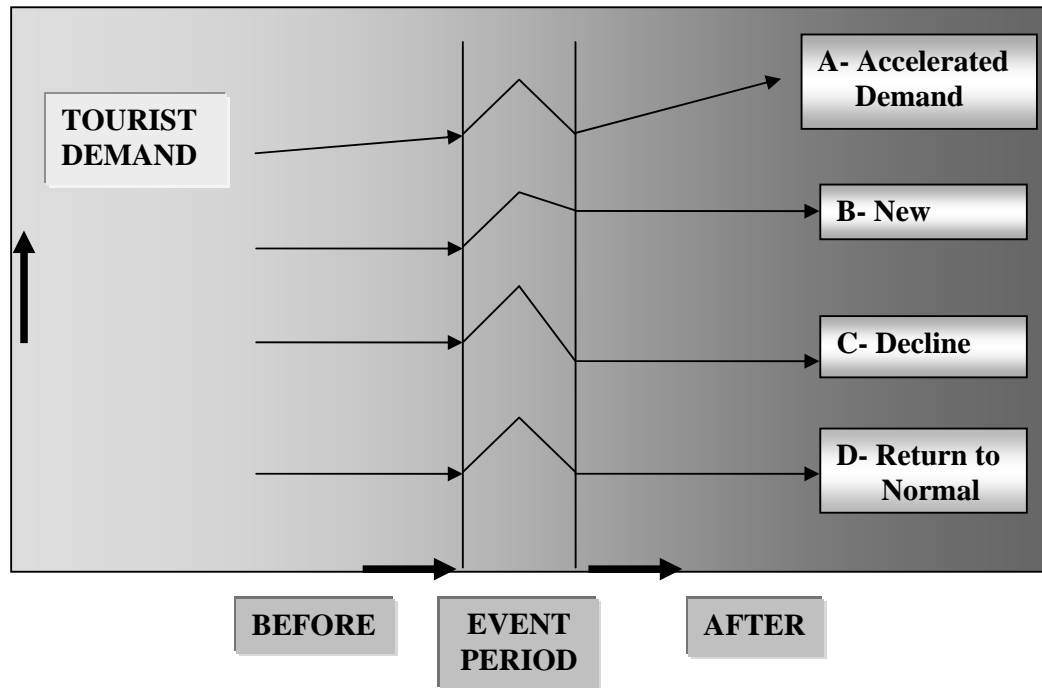 TOURIST
DEMAND
A- Accelerated
Demand
B- New
C- Decline
D- Return to
Normal
BEFORE
EVENT
PERIOD
AFTER